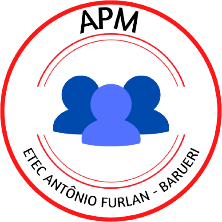 APM
ETEC ANTÔNIO FURLAN - BARUERI